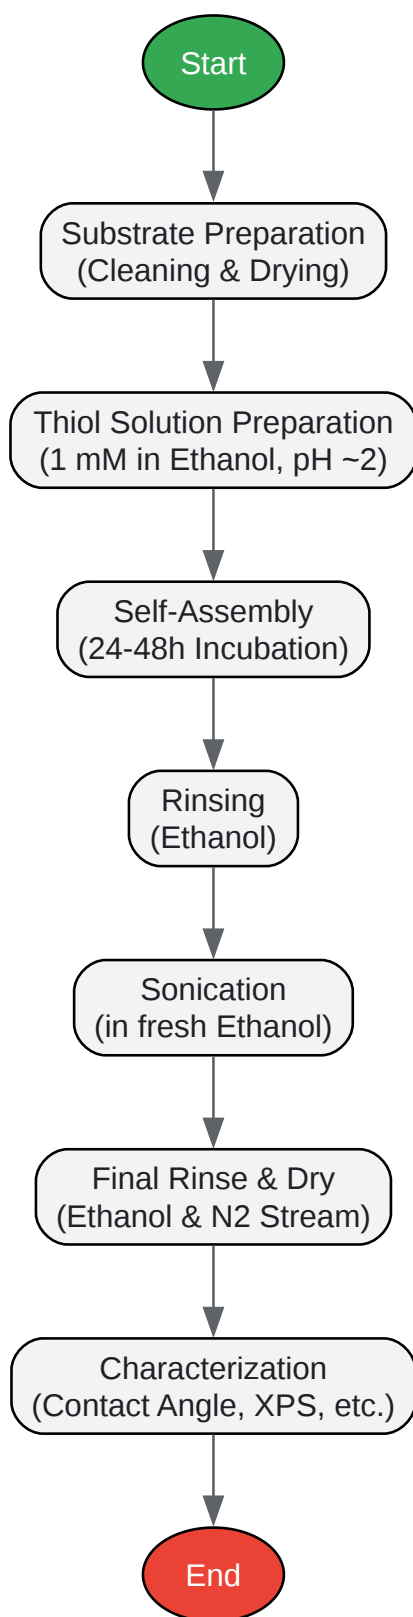 Start
Substrate Preparation
(Cleaning & Drying)
Thiol Solution Preparation
(1 mM in Ethanol, pH ~2)
Self-Assembly
(24-48h Incubation)
Rinsing
(Ethanol)
Sonication
(in fresh Ethanol)
Final Rinse & Dry
(Ethanol & N2 Stream)
Characterization
(Contact Angle, XPS, etc.)
End